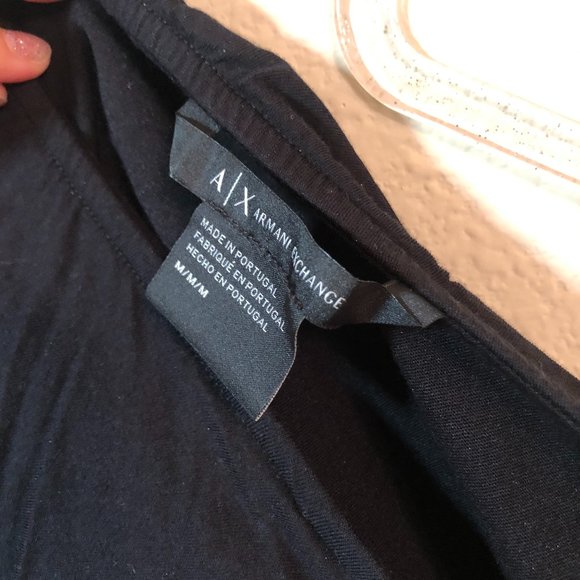 A|X ARMANI EXCHANGE
MADE IN PORTUGAL
FABRIQUÉ EN PORTUGAL
HECHO EN PORTUGAL
M/M/M